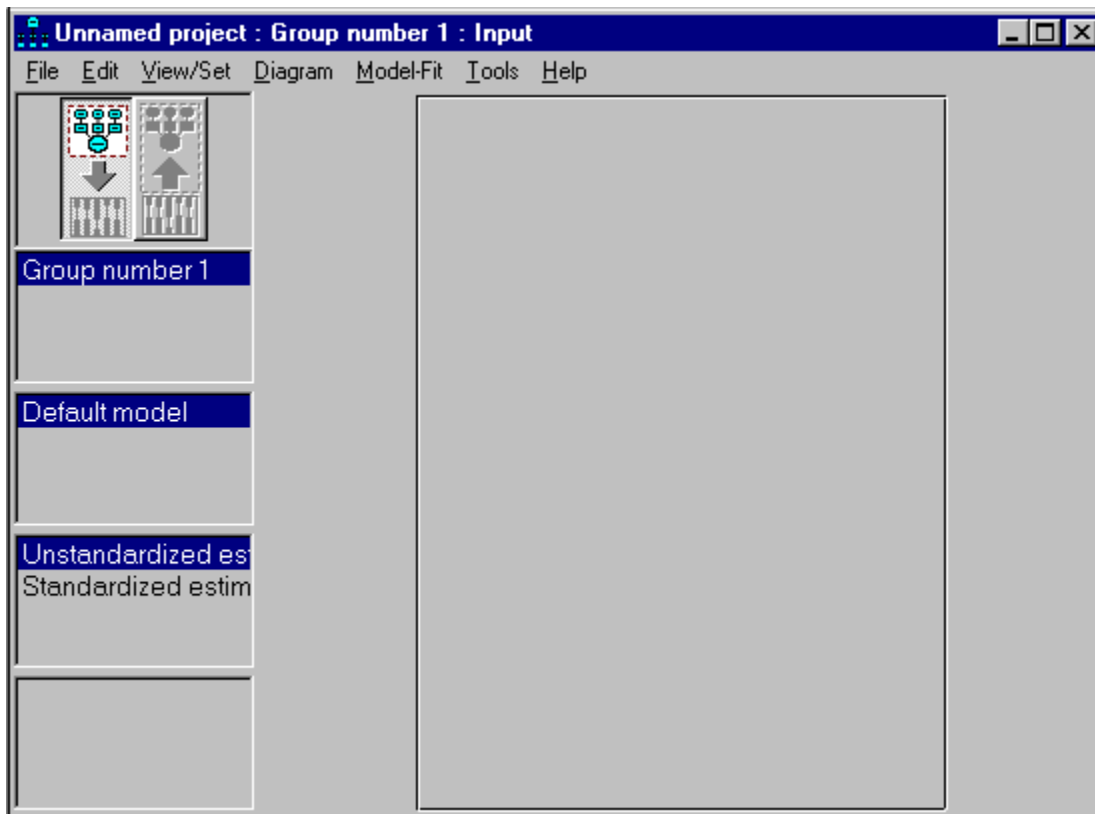 Unnamed project : Group number 1 : Input
File Edit View/Set Diagram Model-Fit Tools Help
Group number 1
Default model
Unstandardized est
Standardized estim